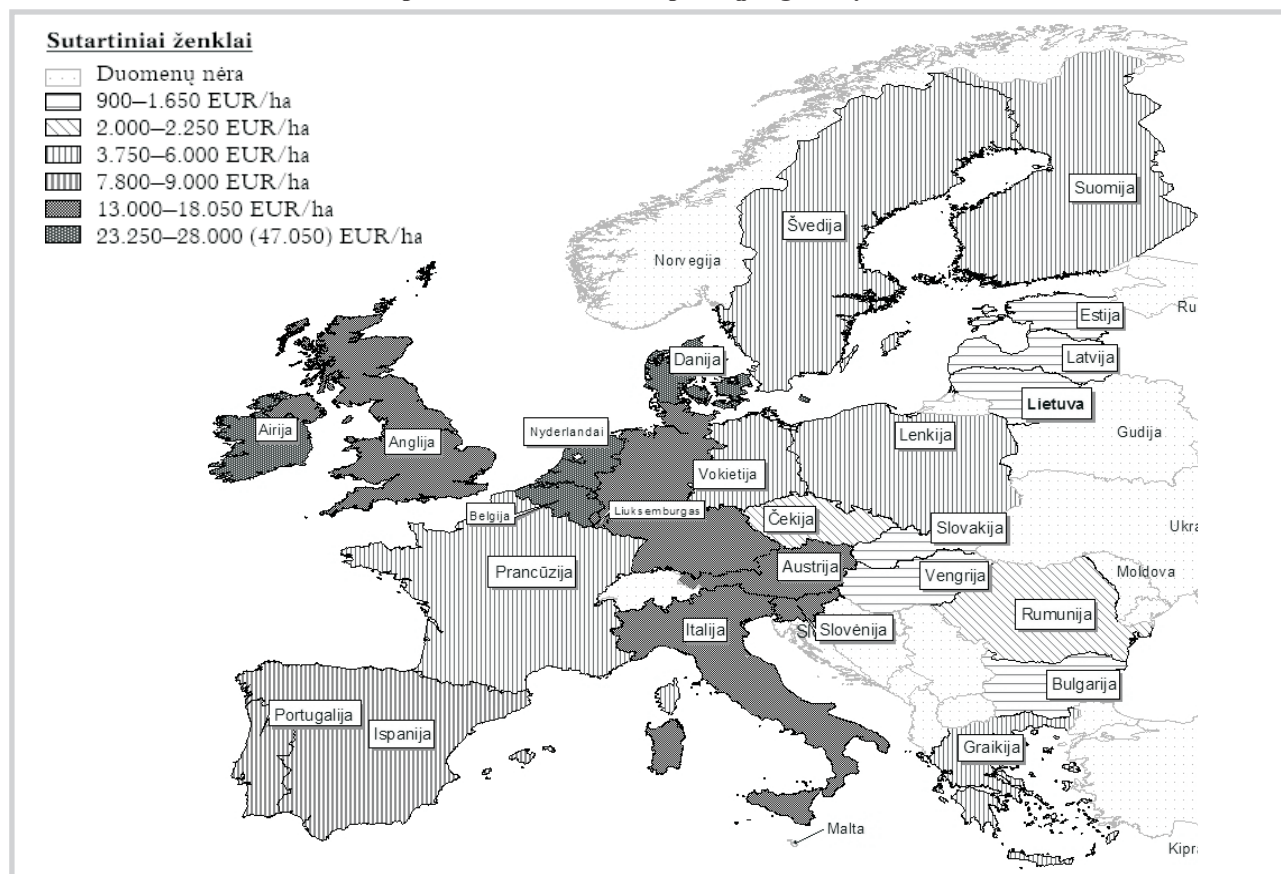 Sutartiniai ženklai
Duomenų nėra
900–1.650 EUR/ha
2.000–2.250 EUR/ha
3.750–6.000 EUR/ha
7.800–9.000 EUR/ha
13.000–18.050 EUR/ha
23.250–28.000 (47.050) EUR/ha
Suomija
Švedija
Norvegija
Ru
Estija
Danija
Latvija
Lietuva
Airija
Anglija
Nyderlandai
Lenkija
Gudija
Vokietija
Belgija
Liuksemburgas
Čekija
Slovakija
Ukra
Prancūzija
Austrija
Vengrija
Moldova
Rumunija
Italija
Sl
Slovėnija
Bulgarija
Portugalija
Ispanija
Graikija
Malta
Kipr